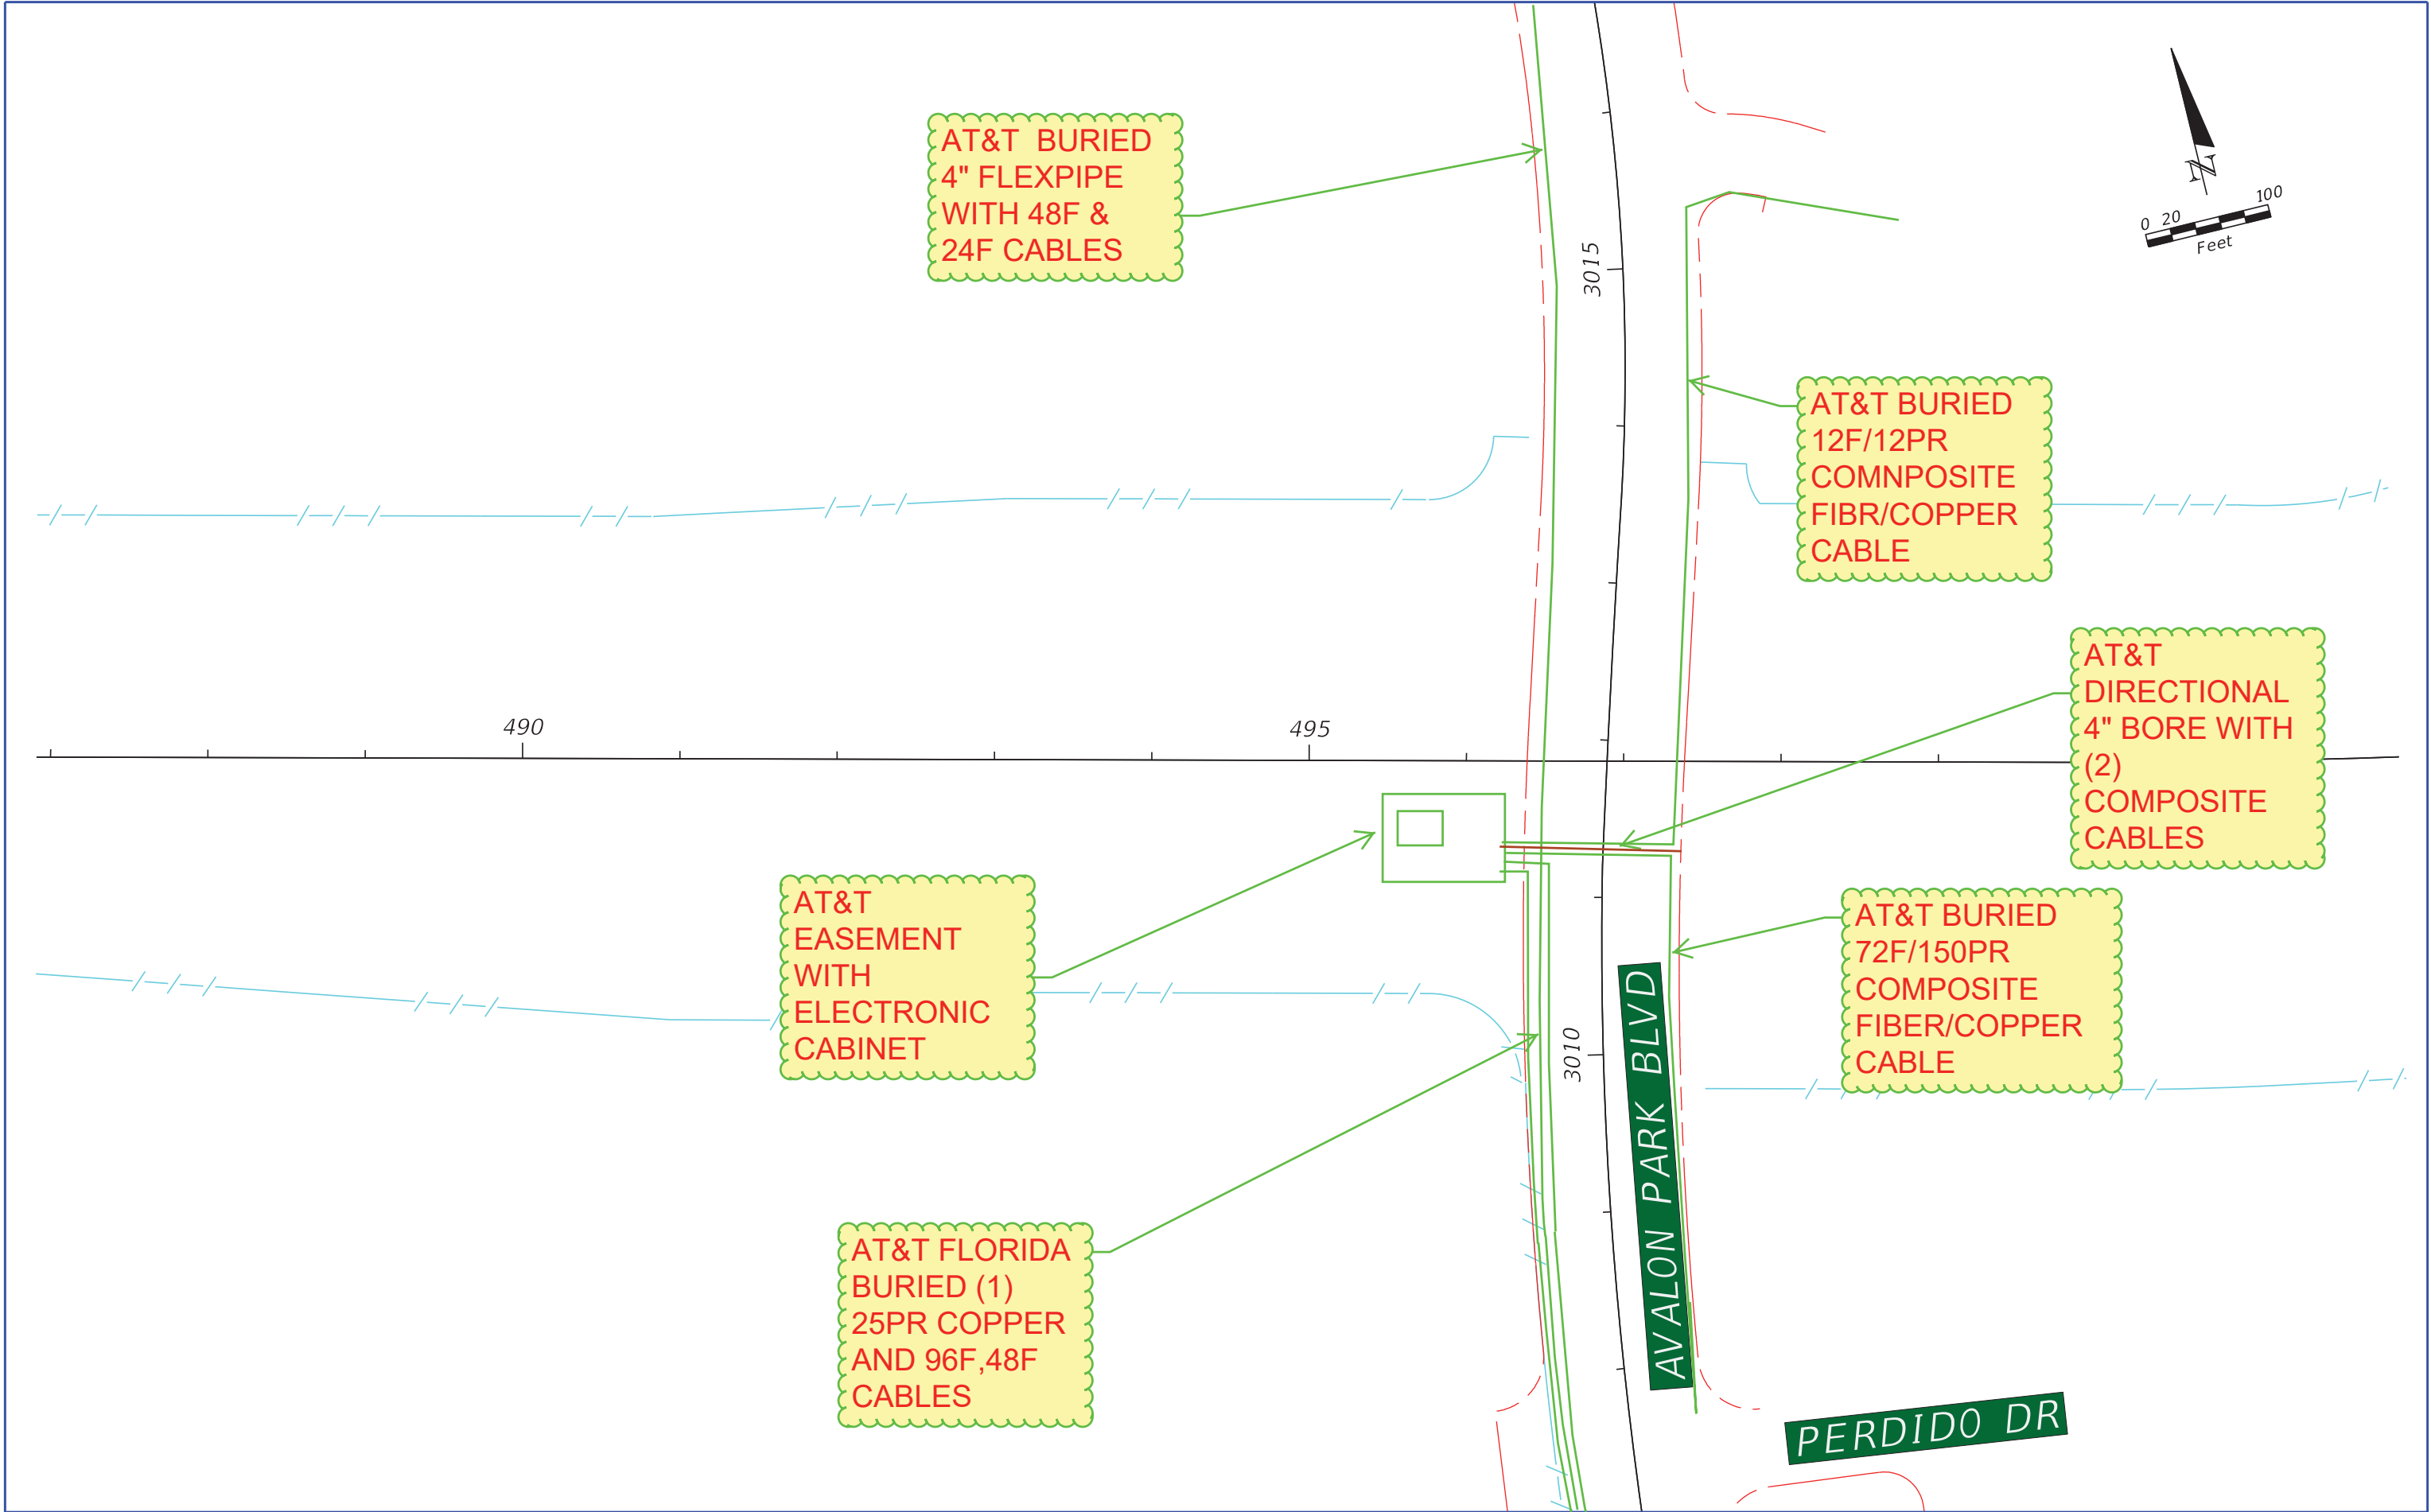 AT&T BURIED
4" FLEXPIPE
WITH 48F &
24F CABLES
N
0 20 100
Feet
3015
AT&T BURIED
12F/12PR
COMNPOSITE
FIBR/COPPER
CABLE
AT&T
DIRECTIONAL
4" BORE WITH
(2)
COMPOSITE
CABLES
490
495
AT&T
EASEMENT
WITH
ELECTRONIC
CABINET
AT&T BURIED
72F/150PR
COMPOSITE
FIBER/COPPER
CABLE
3010
AVALON PARK BLVD
AT&T FLORIDA
BURIED (1)
25PR COPPER
AND 96F,48F
CABLES
PERDIDO DR